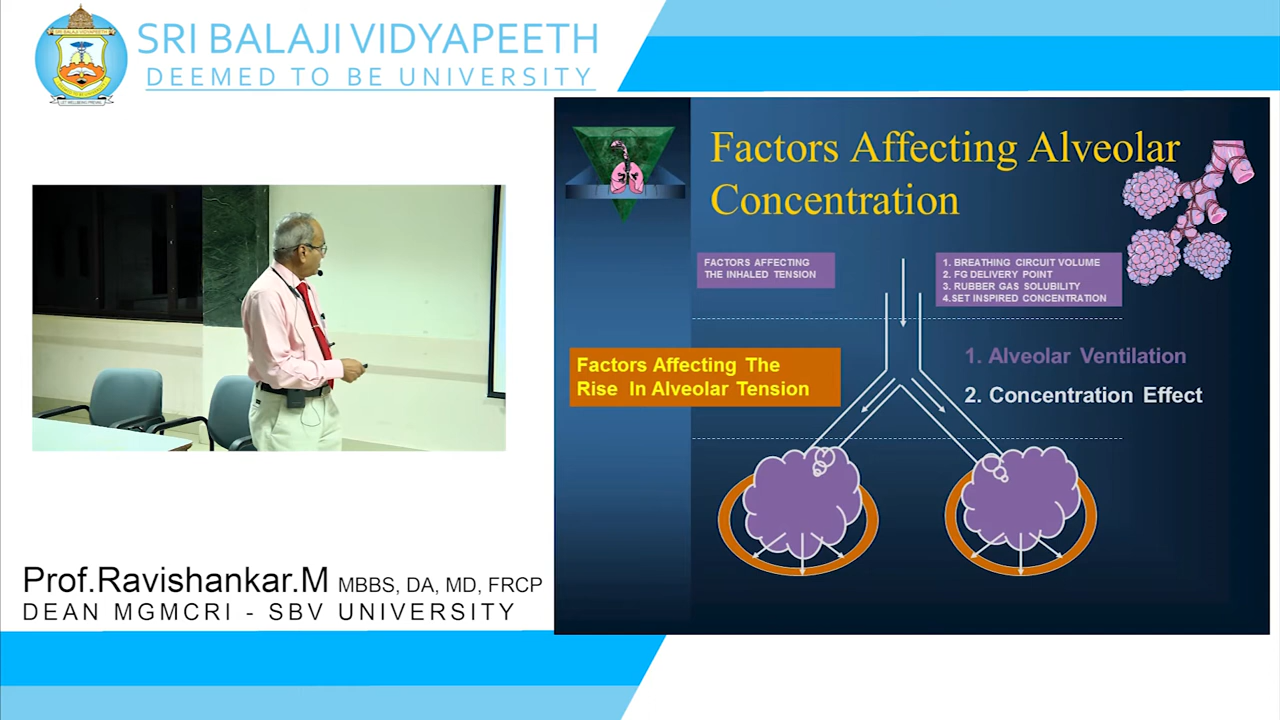 SRI BALAJI VIDYAPEETH
DEEMED TO BE UNIVERSITY
Factors Affecting Alveolar
Concentration
FACTORS AFFECTING
THE INHALED TENSION
1. BREATHING CIRCUIT VOLUME
2. FG DELIVERY POINT
3. RUBBER GAS SOLUBILITY
4.SET INSPIRED CONCENTRATION
Factors Affecting The
Rise In Alveolar Tension
1. Alveolar Ventilation
2. Concentration Effect
Prof.Ravishankar.M MBBS, DA, MD, FRCP
DEAN MGMCRI - SBV UNIVERSITY